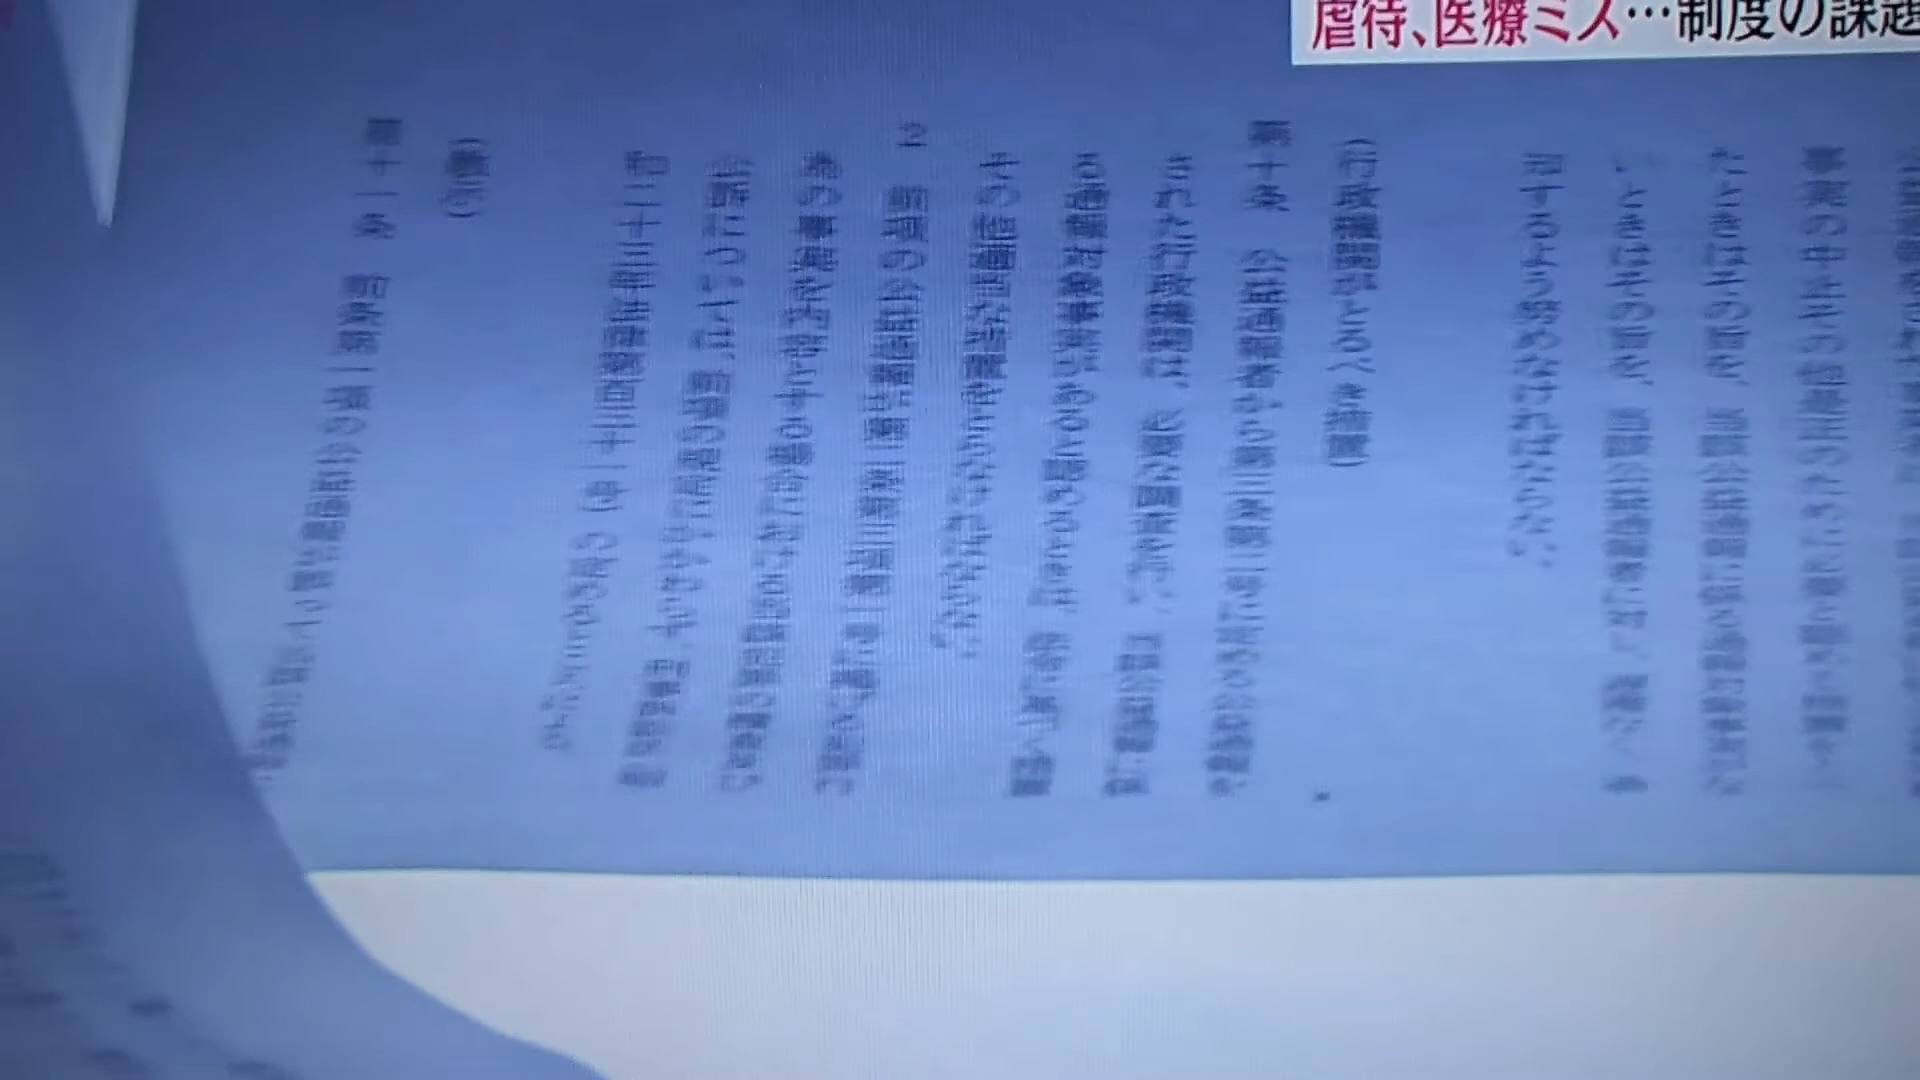 虐待、医療ミス…制度の課題
事実の中止その他是正のために必要と認める措置を
たときはその旨を、当該公益通報に係る通報対象事実がな
いときはその旨を、当該公益通報者に対し、遅滞なく、通
知するよう努めなければならない。
(行政機関がとるべき措置)
第十条 公益通報者から第三条第二号に定める公益通報を
された行政機関は、必要な調査を行い、当該公益通報に係
る通報対象事実があると認めるときは、法令に基づく措置
その他適当な措置をとらなければならない。
2 前項の公益通報が第二条第三項第一号に掲げる犯罪行
為の事実を内容とする場合における当該犯罪の捜査及び
公訴については、前項の規定にかかわらず、刑事訴訟法(昭
和二十三年法律第百三十一号)の定めるところによる。
(教示)
第十一条 前条第一項の公益通報が誤って